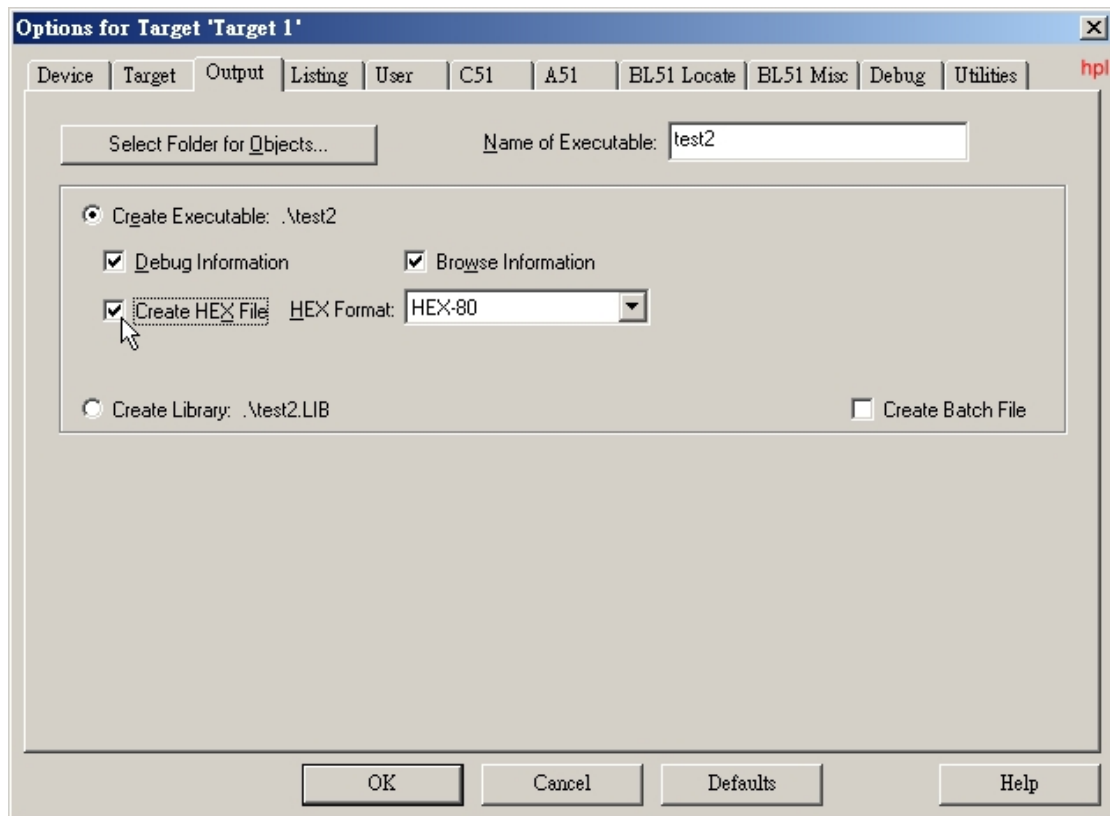 Options for Target 'Target 1'
Device Target Output Listing User C51 A51 BL51 Locate BL51 Misc Debug Utilities
hpl
Select Folder for Objects... Name of Executable: test2
Create Executable: .\test2
Debug Information Browse Information
Create HEX File HEX Format: HEX-80
Create Library: .\test2.LIB Create Batch File
OK Cancel Defaults Help